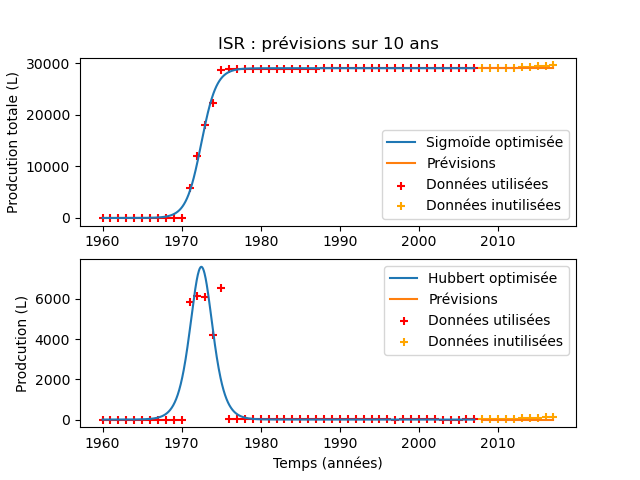 ISR : prévisions sur 10 ans
Prodcution totale (L)
30000
20000
10000
0
Sigmoïde optimisée
Prévisions
Données utilisées
Données inutilisées
1960 1970 1980 1990 2000 2010
Prodcution (L)
6000
4000
2000
0
Hubbert optimisée
Prévisions
Données utilisées
Données inutilisées
1960 1970 1980 1990 2000 2010
Temps (années)